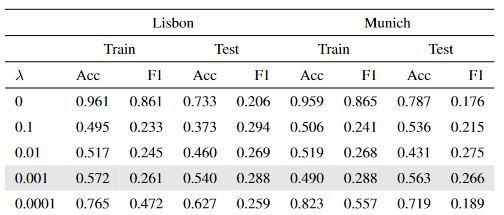 Lisbon Munich
Train Test Train Test
λ Acc F1 Acc F1 Acc F1 Acc F1
0 0.961 0.861 0.733 0.206 0.959 0.865 0.787 0.176
0.1 0.495 0.233 0.373 0.294 0.506 0.241 0.536 0.215
0.01 0.517 0.245 0.460 0.269 0.519 0.268 0.431 0.275
0.001 0.572 0.261 0.540 0.288 0.490 0.288 0.563 0.266
0.0001 0.765 0.472 0.627 0.259 0.823 0.557 0.719 0.189